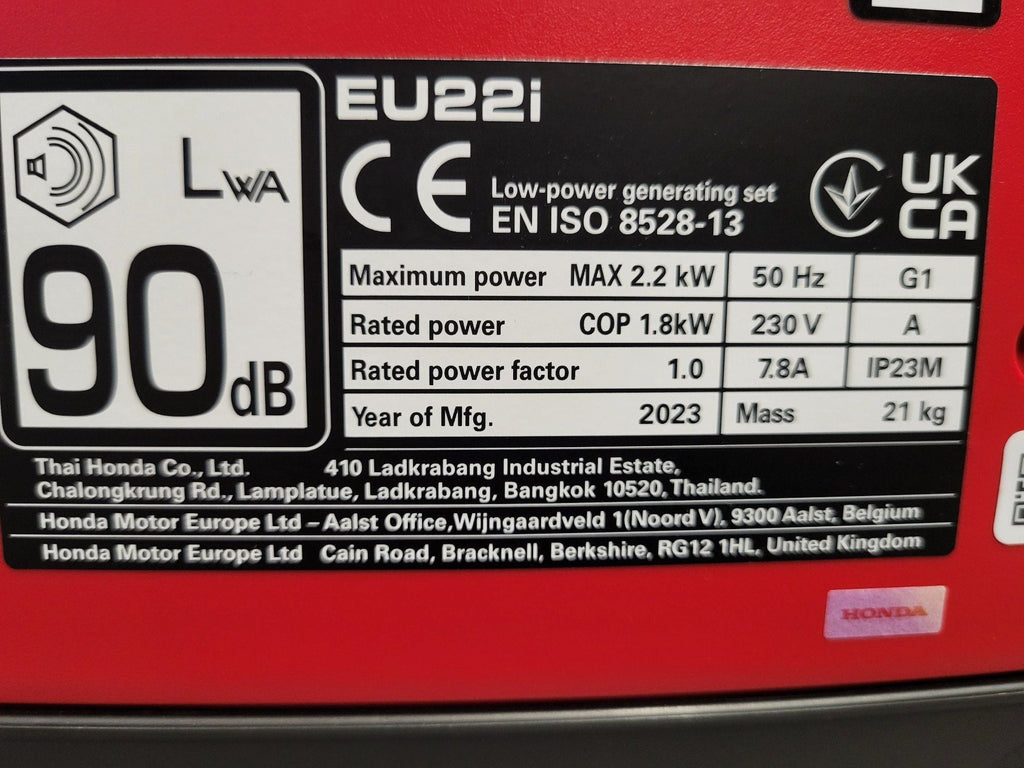 EU22i
LWA
90dB
CE
Low-power generating set
EN ISO 8528-13
UK
CA
Maximum power MAX 2.2 kW 50 Hz G1
Rated power COP 1.8kW 230 V A
Rated power factor 1.0 7.8A IP23M
Year of Mfg. 2023 Mass 21 kg
Thai Honda Co., Ltd. 410 Ladkrabang Industrial Estate,
Chalongkrung Rd., Lamplatue, Ladkrabang, Bangkok 10520, Thailand.
Honda Motor Europe Ltd – Aalst Office,Wijngaardveld 1(Noord V), 9300 Aalst, Belgium
Honda Motor Europe Ltd Cain Road, Bracknell, Berkshire, RG12 1HL, United Kingdom
HONDA